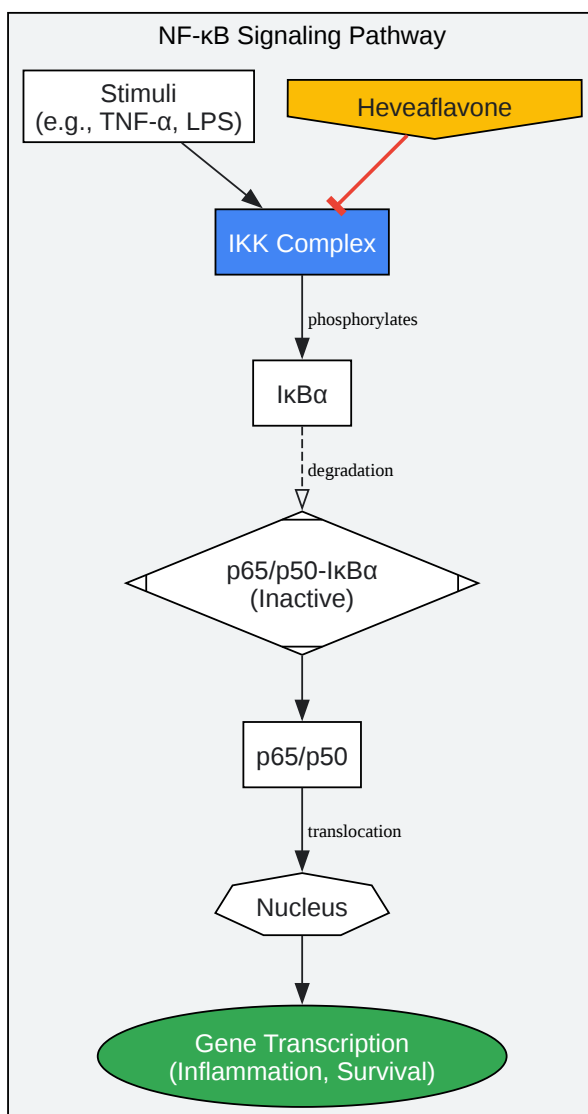 NF-κB Signaling Pathway
Stimuli
(e.g., TNF-α, LPS)
Heveaflavone
IKK Complex
phosphorylates
IκBα
degradation
p65/p50-IκBα
(Inactive)
p65/p50
translocation
Nucleus
Gene Transcription
(Inflammation, Survival)